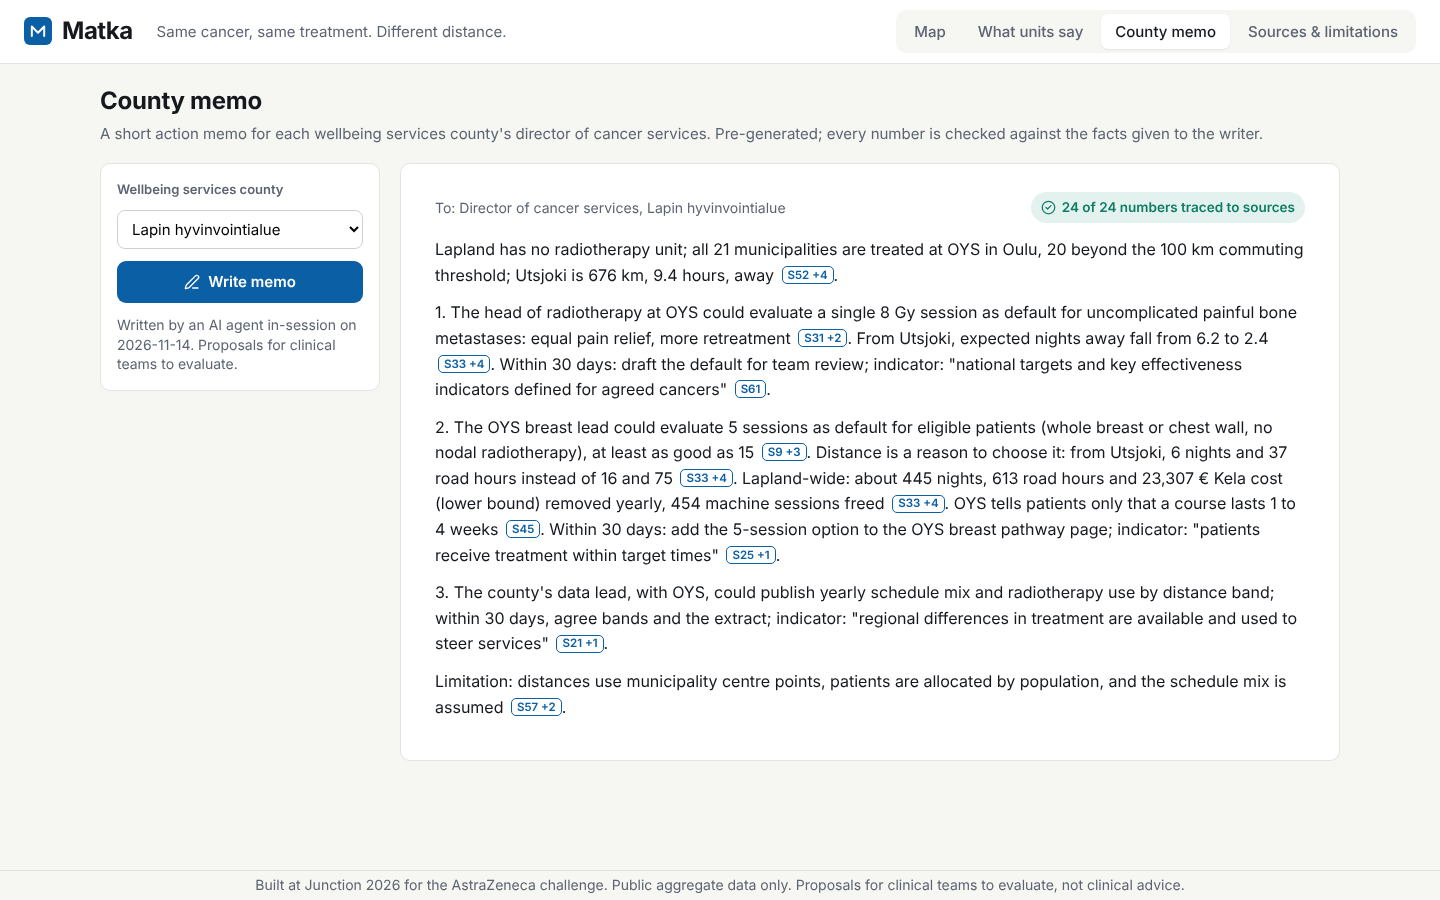 Matka
Same cancer, same treatment. Different distance.
Map
What units say
County memo
Sources & limitations
County memo
A short action memo for each wellbeing services county's director of cancer services. Pre-generated; every number is checked against the facts given to the writer.
Wellbeing services county
Lapin hyvinvointialue
Write memo
Written by an AI agent in-session on
2026-11-14. Proposals for clinical
teams to evaluate.
To: Director of cancer services, Lapin hyvinvointialue
24 of 24 numbers traced to sources
Lapland has no radiotherapy unit; all 21 municipalities are treated at OYS in Oulu, 20 beyond the 100 km commuting
threshold; Utsjoki is 676 km, 9.4 hours, away S52 +4.
1. The head of radiotherapy at OYS could evaluate a single 8 Gy session as default for uncomplicated painful bone
metastases: equal pain relief, more retreatment S31 +2. From Utsjoki, expected nights away fall from 6.2 to 2.4
S33 +4. Within 30 days: draft the default for team review; indicator: "national targets and key effectiveness
indicators defined for agreed cancers" S61.
2. The OYS breast lead could evaluate 5 sessions as default for eligible patients (whole breast or chest wall, no
nodal radiotherapy), at least as good as 15 S9 +3. Distance is a reason to choose it: from Utsjoki, 6 nights and 37
road hours instead of 16 and 75 S33 +4. Lapland-wide: about 445 nights, 613 road hours and 23,307 € Kela cost
(lower bound) removed yearly, 454 machine sessions freed S33 +4. OYS tells patients only that a course lasts 1 to
4 weeks S45. Within 30 days: add the 5-session option to the OYS breast pathway page; indicator: "patients
receive treatment within target times" S25 +1.
3. The county's data lead, with OYS, could publish yearly schedule mix and radiotherapy use by distance band;
within 30 days, agree bands and the extract; indicator: "regional differences in treatment are available and used to
steer services" S21 +1.
Limitation: distances use municipality centre points, patients are allocated by population, and the schedule mix is
assumed S57 +2.
Built at Junction 2026 for the AstraZeneca challenge. Public aggregate data only. Proposals for clinical teams to evaluate, not clinical advice.